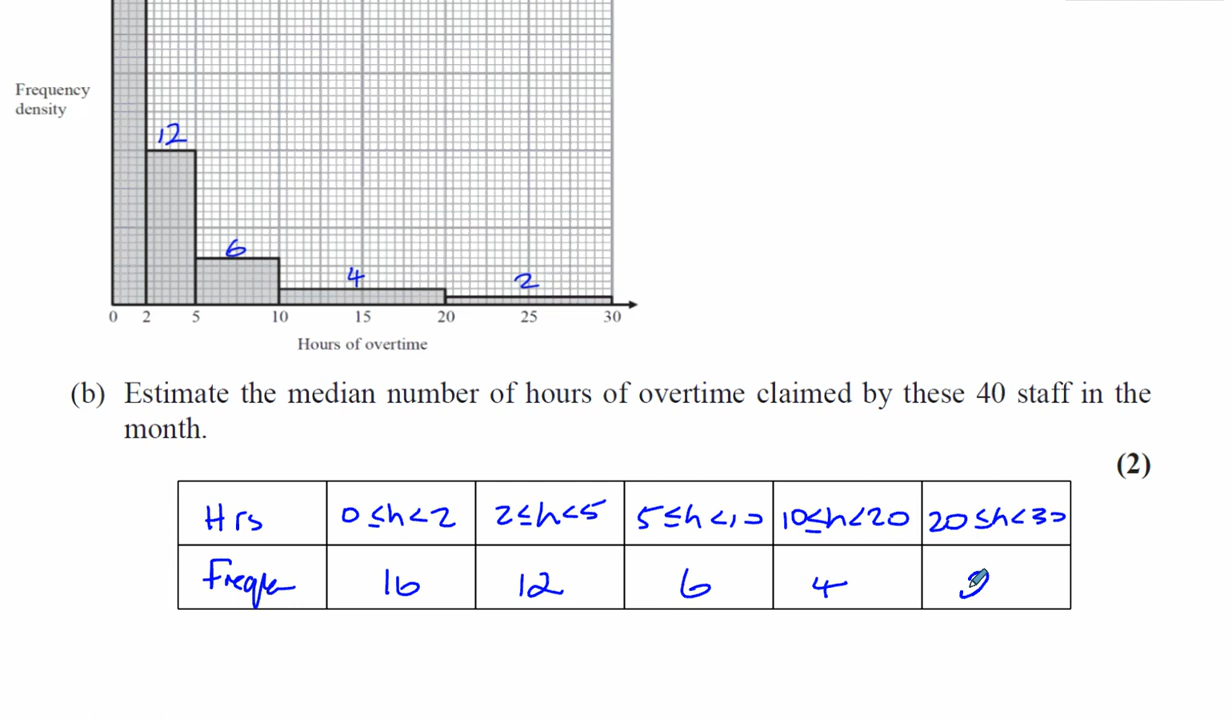 Frequency
density
12
6
4
2
0 2 5 10 15 20 25 30
Hours of overtime
(b) Estimate the median number of hours of overtime claimed by these 40 staff in the
month.
(2)
Hrs 0≤h<2 2≤h<5 5≤h<10 10≤h<20 20≤h<30
16 12 6 4